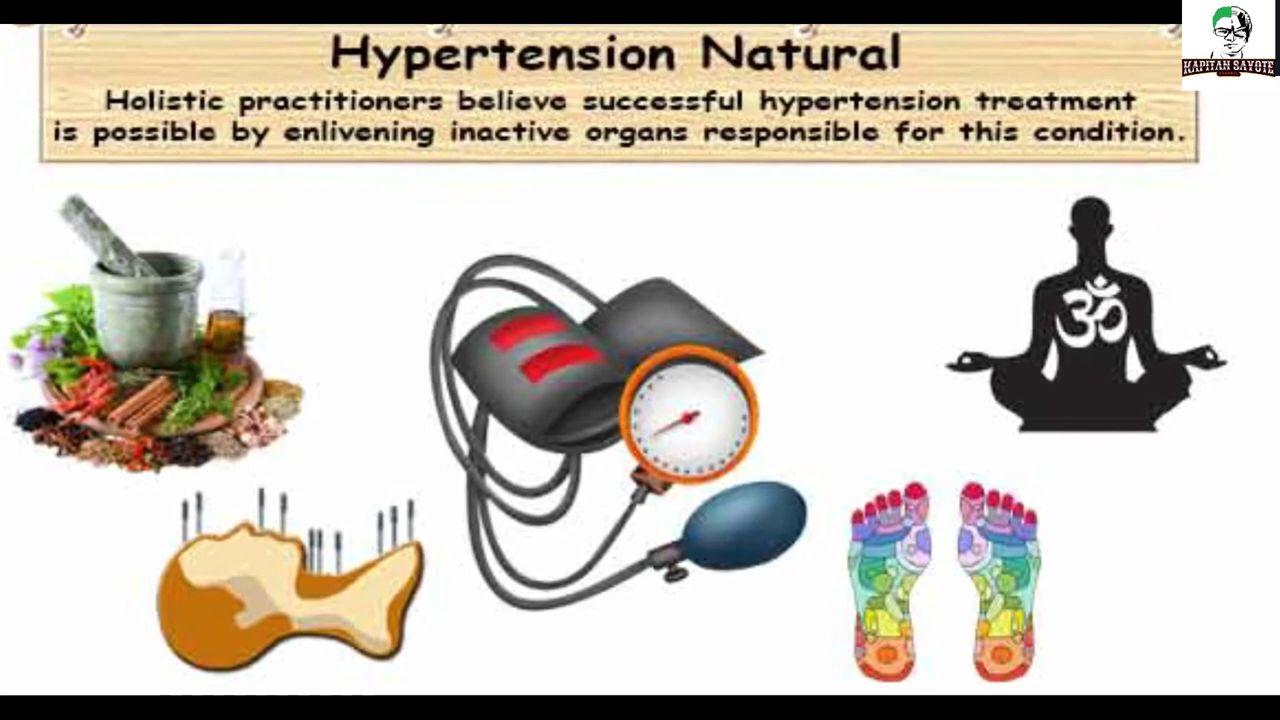 Hypertension Natural
Holistic practitioners believe successful hypertension treatment
is possible by enlivening inactive organs responsible for this condition.
KAPITAN SAYOTE
ॐ